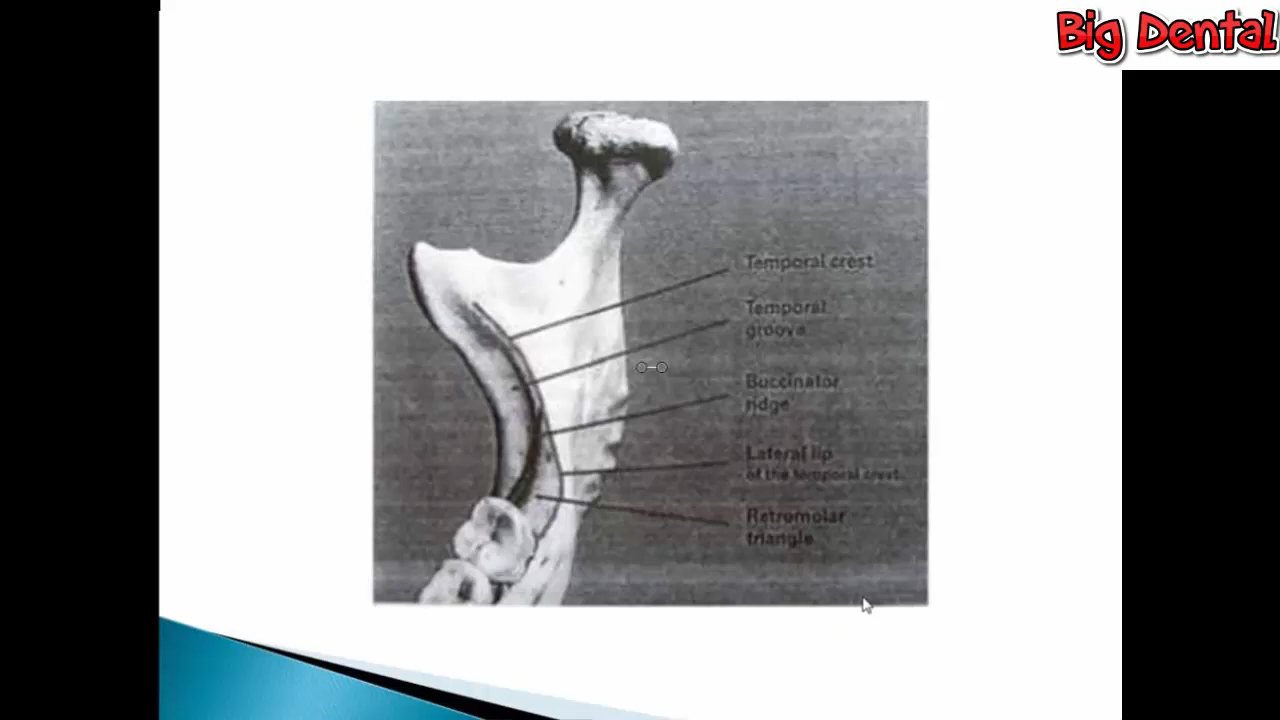 Big Dental
Temporal crest
Temporal
groove
Buccinator
ridge
Lateral lip
of the temporal crest
Retromolar
triangle